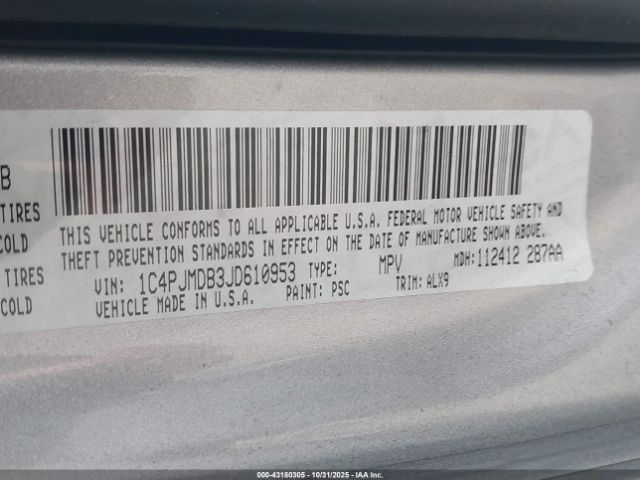 B
TIRES
COLD
TIRES
COLD
THIS VEHICLE CONFORMS TO ALL APPLICABLE U.S.A. FEDERAL MOTOR VEHICLE SAFETY AND
THEFT PREVENTION STANDARDS IN EFFECT ON THE DATE OF MANUFACTURE SHOWN ABOVE.
VIN: 1C4PJMDB3JD610953 TYPE: MPV MDH: 112412 287AA
VEHICLE MADE IN U.S.A. PAINT: PSC TRIM: ALX9
©00-43180305 - 10/31/2025 - IAA Inc.